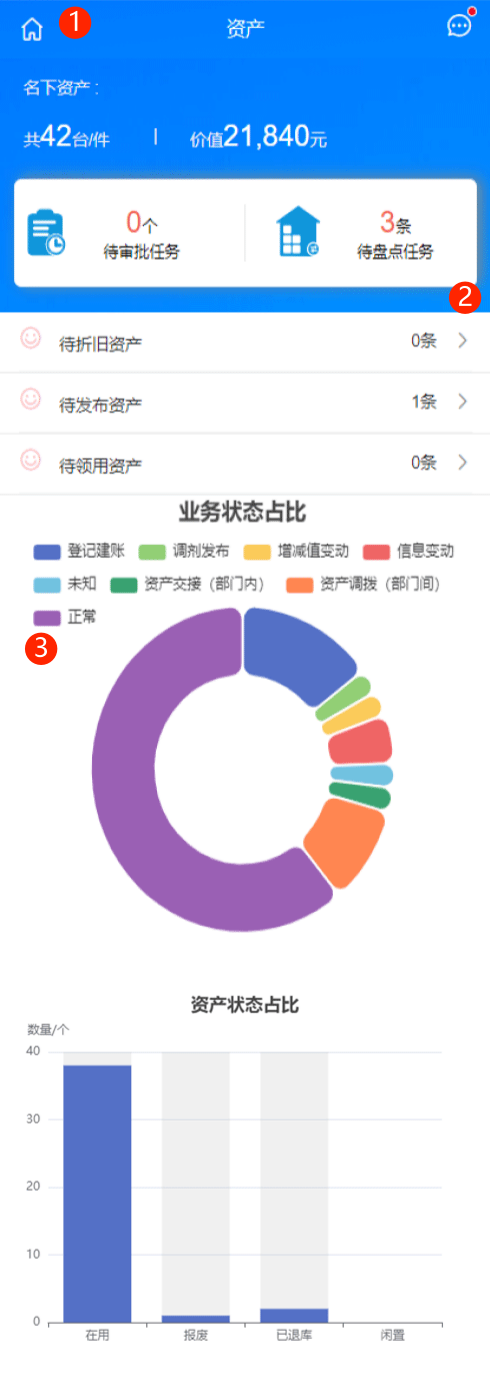 1
资产
名下资产：
共42台/件 | 价值21,840元
0个 3条
待审批任务 待盘点任务
2
待折旧资产 0条
待发布资产 1条
待领用资产 0条
业务状态占比
登记建账 调剂发布 增减值变动 信息变动
未知 资产交接（部门内） 资产调拨（部门间）
正常
3
资产状态占比
数量/个
40
30
20
10
0
在用 报废 已退库 闲置